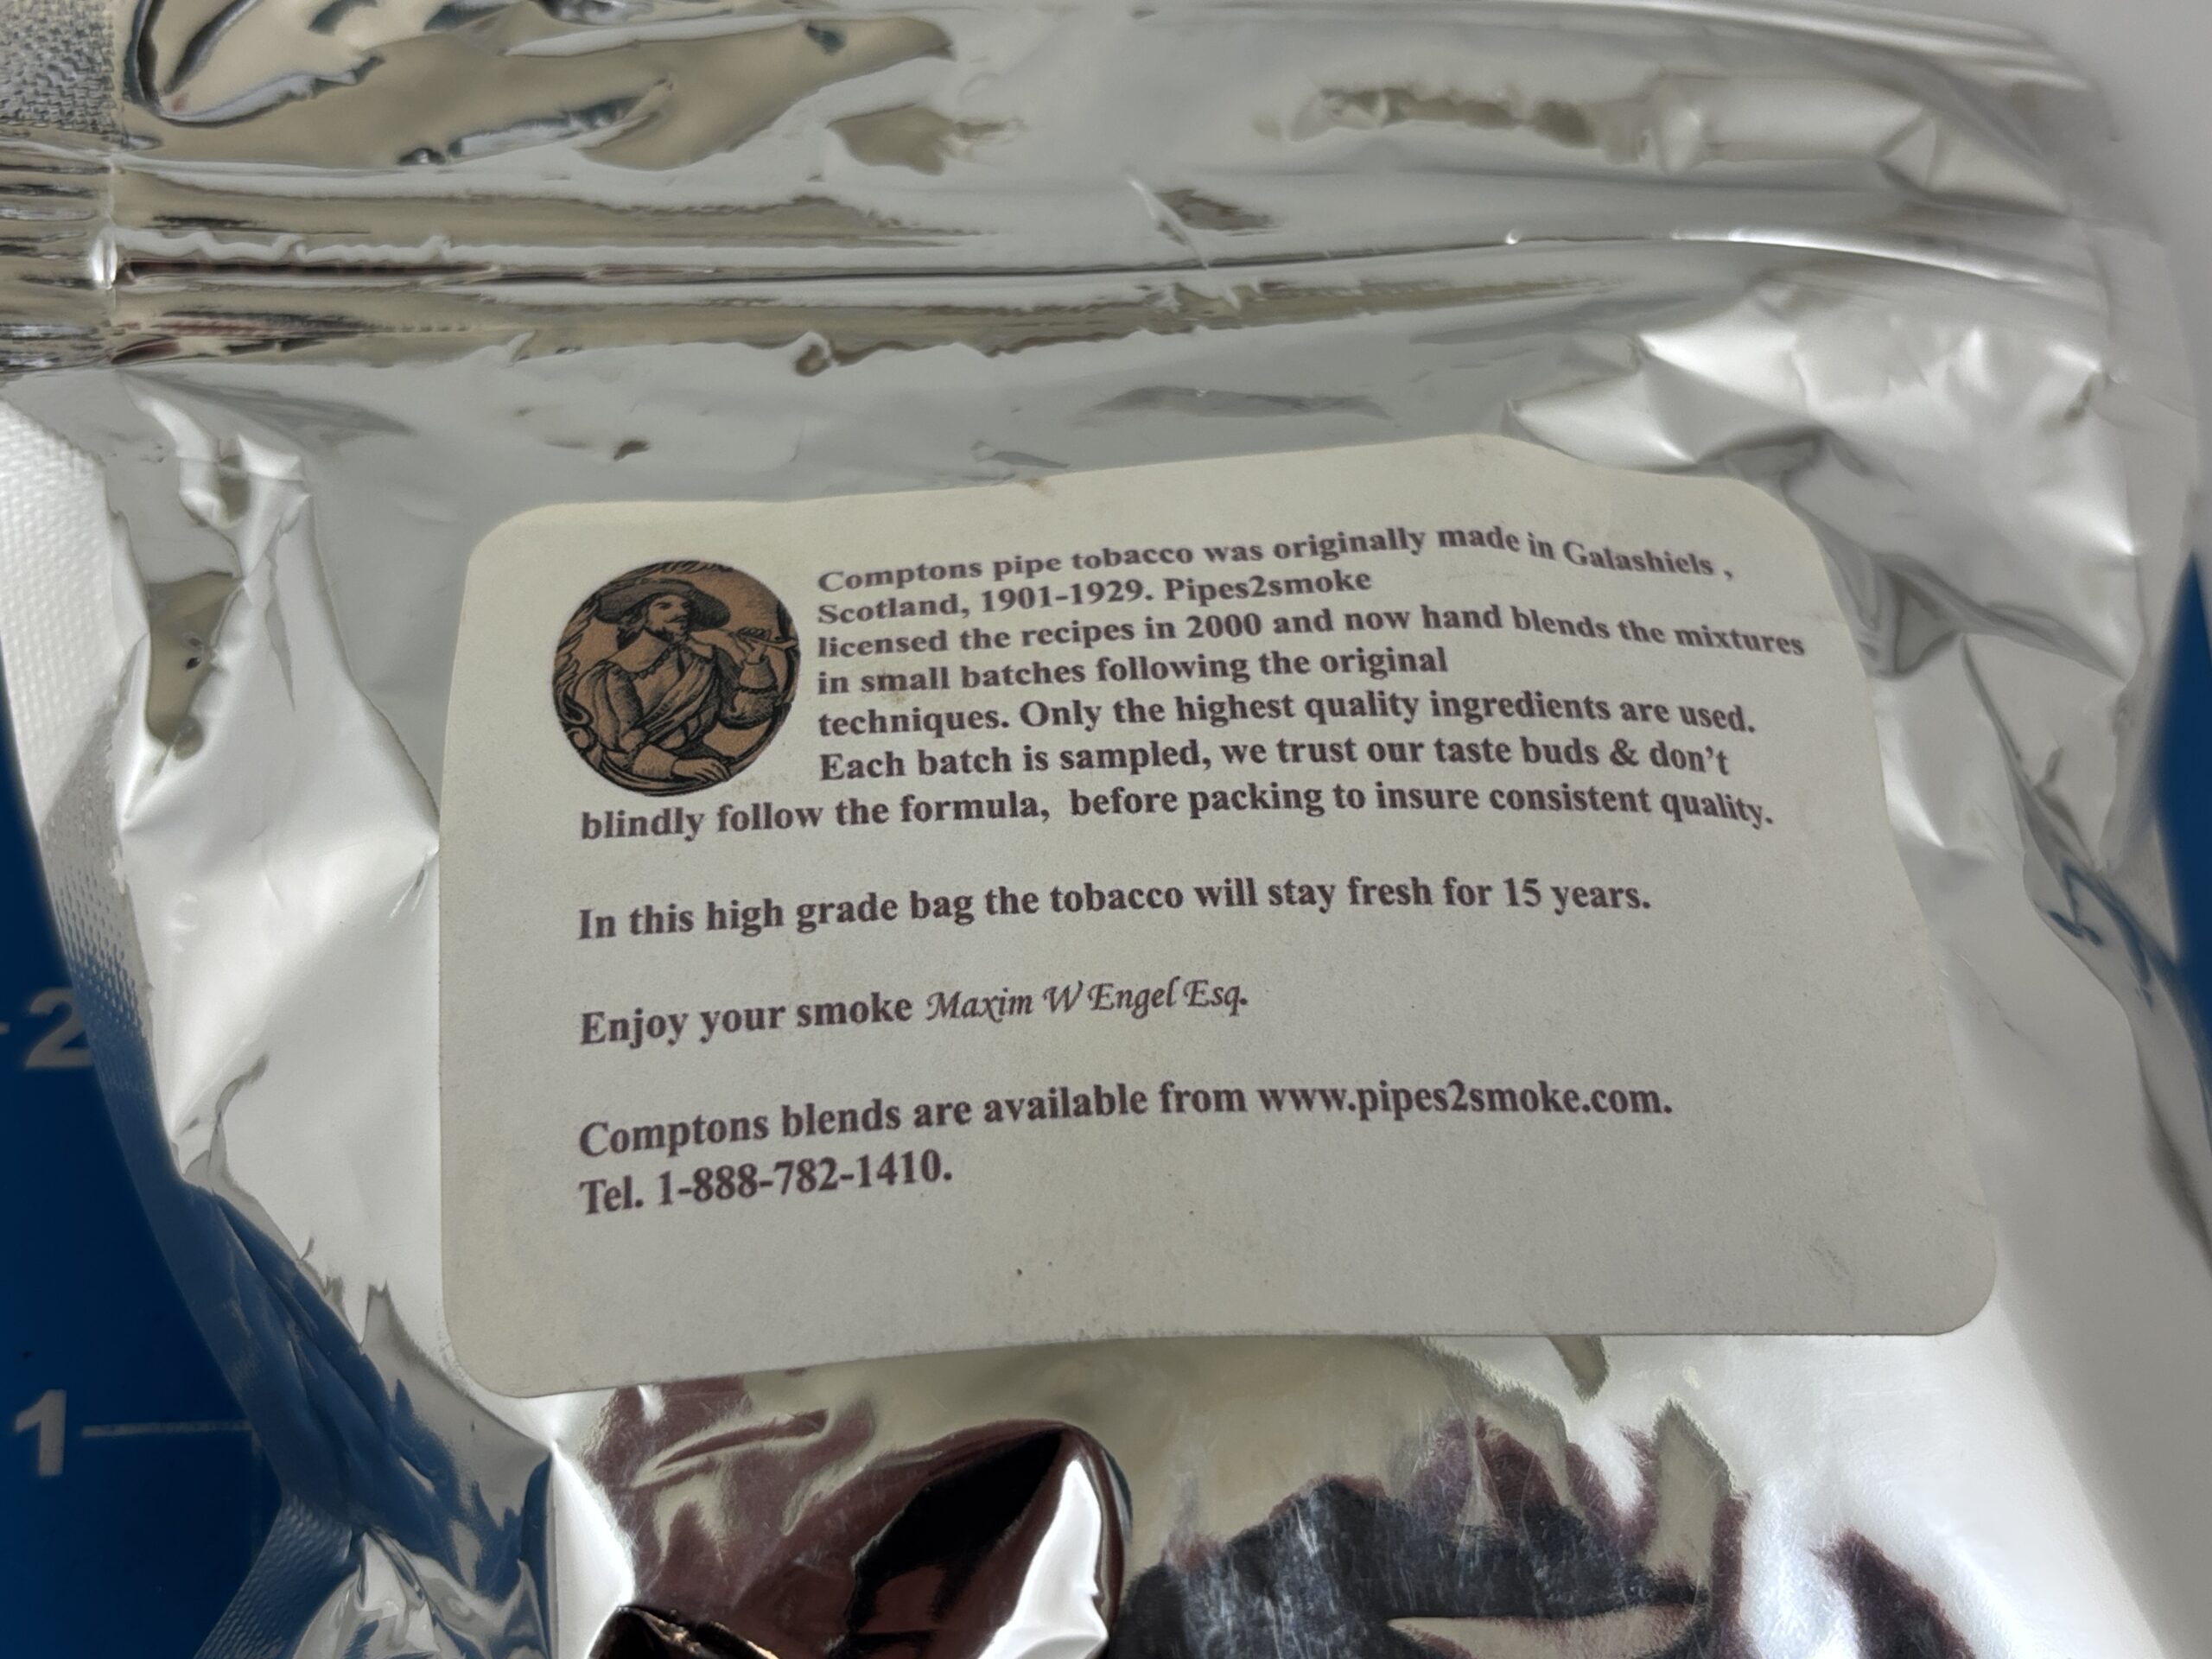 Comptons pipe tobacco was originally made in Galashiels ,
Scotland, 1901-1929. Pipes2smoke
licensed the recipes in 2000 and now hand blends the mixtures
in small batches following the original
techniques. Only the highest quality ingredients are used.
Each batch is sampled, we trust our taste buds & don't
blindly follow the formula,  before packing to insure consistent quality.
In this high grade bag the tobacco will stay fresh for 15 years.
Enjoy your smoke Maxim W Engel Esq.
Comptons blends are available from www.pipes2smoke.com.
Tel. 1-888-782-1410.
2
1